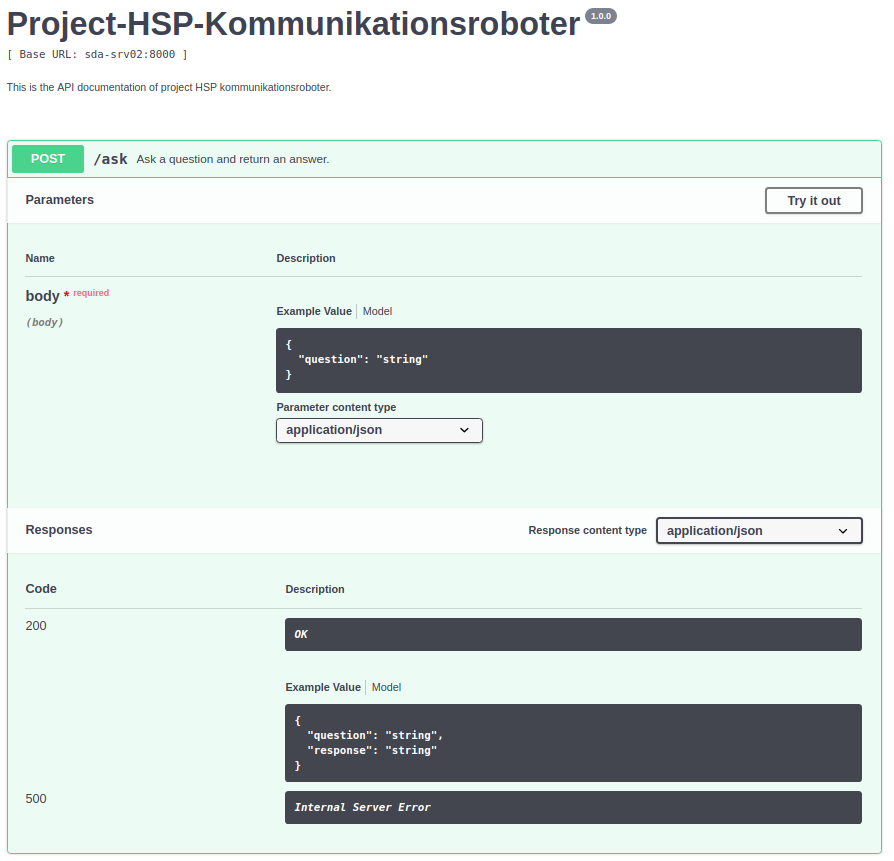 Project-HSP-Kommunikationsroboter 1.0.0
[ Base URL: sda-srv02:8000 ]
This is the API documentation of project HSP kommunikationsroboter.
POST /ask Ask a question and return an answer.
Parameters Try it out
Name Description
body * required
(body)
Example Value Model
{
"question": "string"
}
Parameter content type
application/json
Responses Response content type application/json
Code Description
200
OK
Example Value Model
{
"question": "string",
"response": "string"
}
500
Internal Server Error